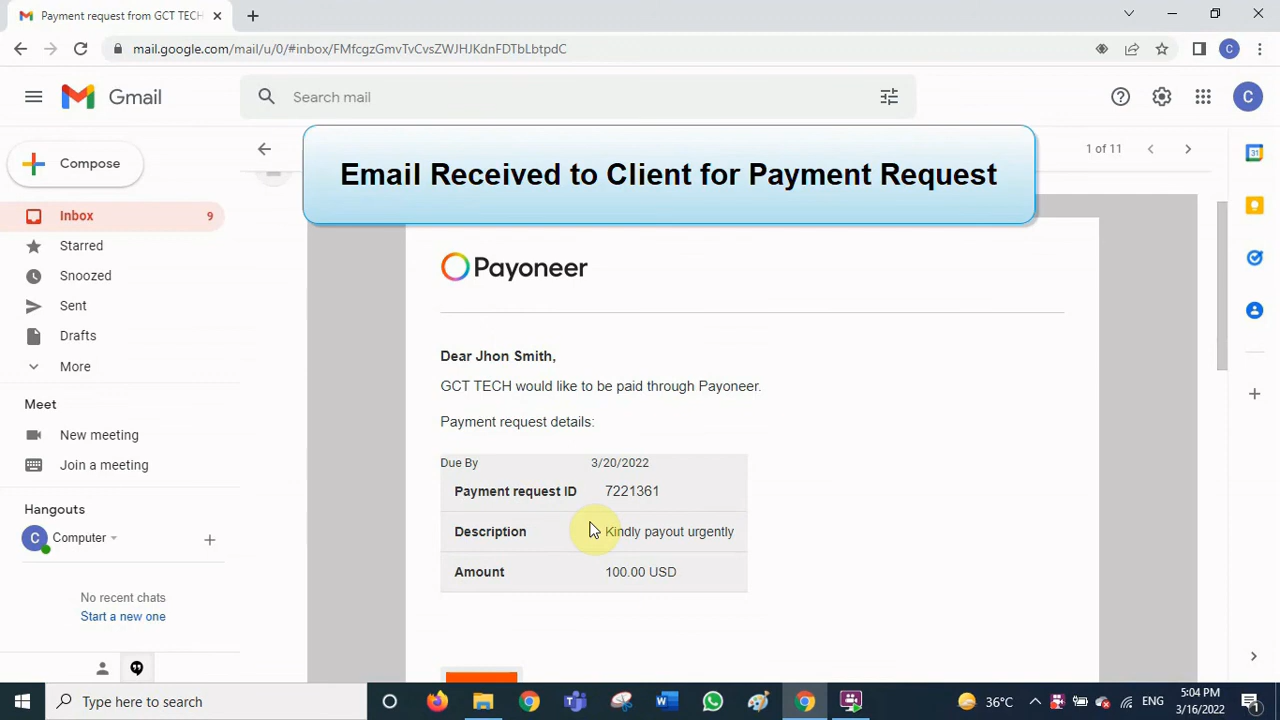 Payment request from GCT TECH
mail.google.com/mail/u/0/#inbox/FMfcgzGmvTvCvsZWJHJKdnFDTbLbtpdC
C
Gmail
Search mail
C
Compose
1 of 11
Email Received to Client for Payment Request
Inbox 9
Starred
Snoozed
Sent
Drafts
More
Meet
New meeting
Join a meeting
Hangouts
C Computer
No recent chats
Start a new one
31
Payoneer
Dear Jhon Smith,
GCT TECH would like to be paid through Payoneer.
Payment request details:
Due By 3/20/2022
Payment request ID 7221361
Description Kindly payout urgently
Amount 100.00 USD
Type here to search
36°C
ENG
5:04 PM
3/16/2022
1